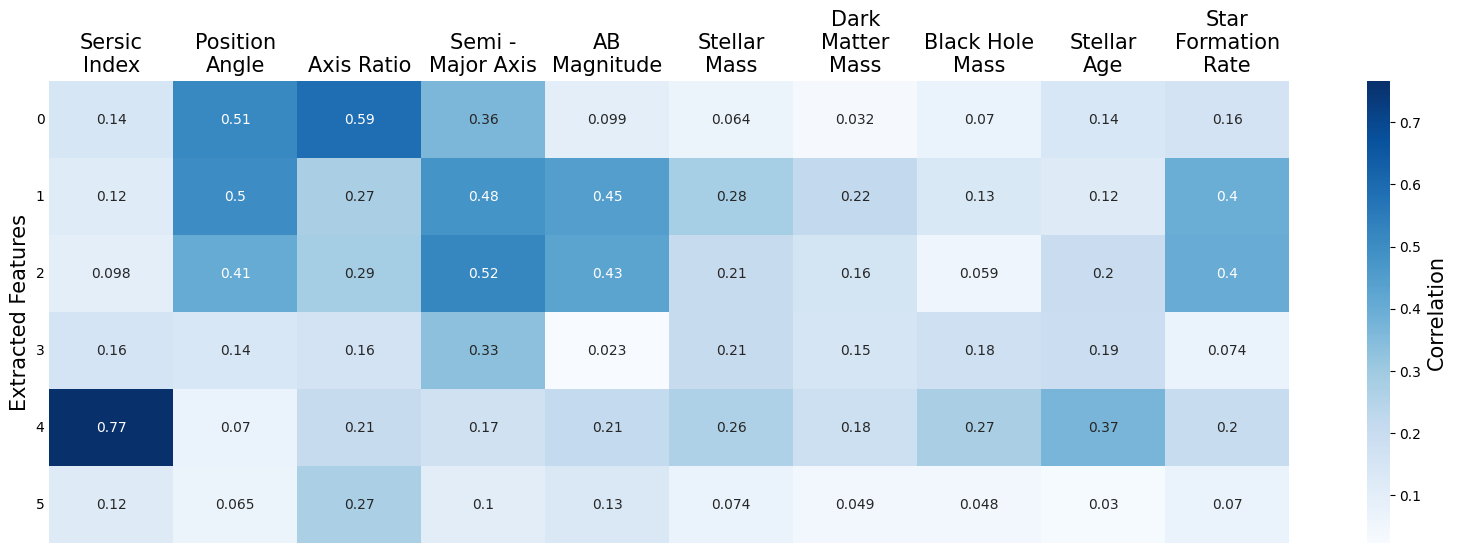 Sersic
Index
Position
Angle
Axis Ratio
Semi -
Major Axis
AB
Magnitude
Stellar
Mass
Dark
Matter
Mass
Black Hole
Mass
Stellar
Age
Star
Formation
Rate
Extracted Features
0 0.14 0.51 0.59 0.36 0.099 0.064 0.032 0.07 0.14 0.16
1 0.12 0.5 0.27 0.48 0.45 0.28 0.22 0.13 0.12 0.4
2 0.098 0.41 0.29 0.52 0.43 0.21 0.16 0.059 0.2 0.4
3 0.16 0.14 0.16 0.33 0.023 0.21 0.15 0.18 0.19 0.074
4 0.77 0.07 0.21 0.17 0.21 0.26 0.18 0.27 0.37 0.2
5 0.12 0.065 0.27 0.1 0.13 0.074 0.049 0.048 0.03 0.07
0.7
0.6
0.5
0.4
0.3
0.2
0.1
Correlation